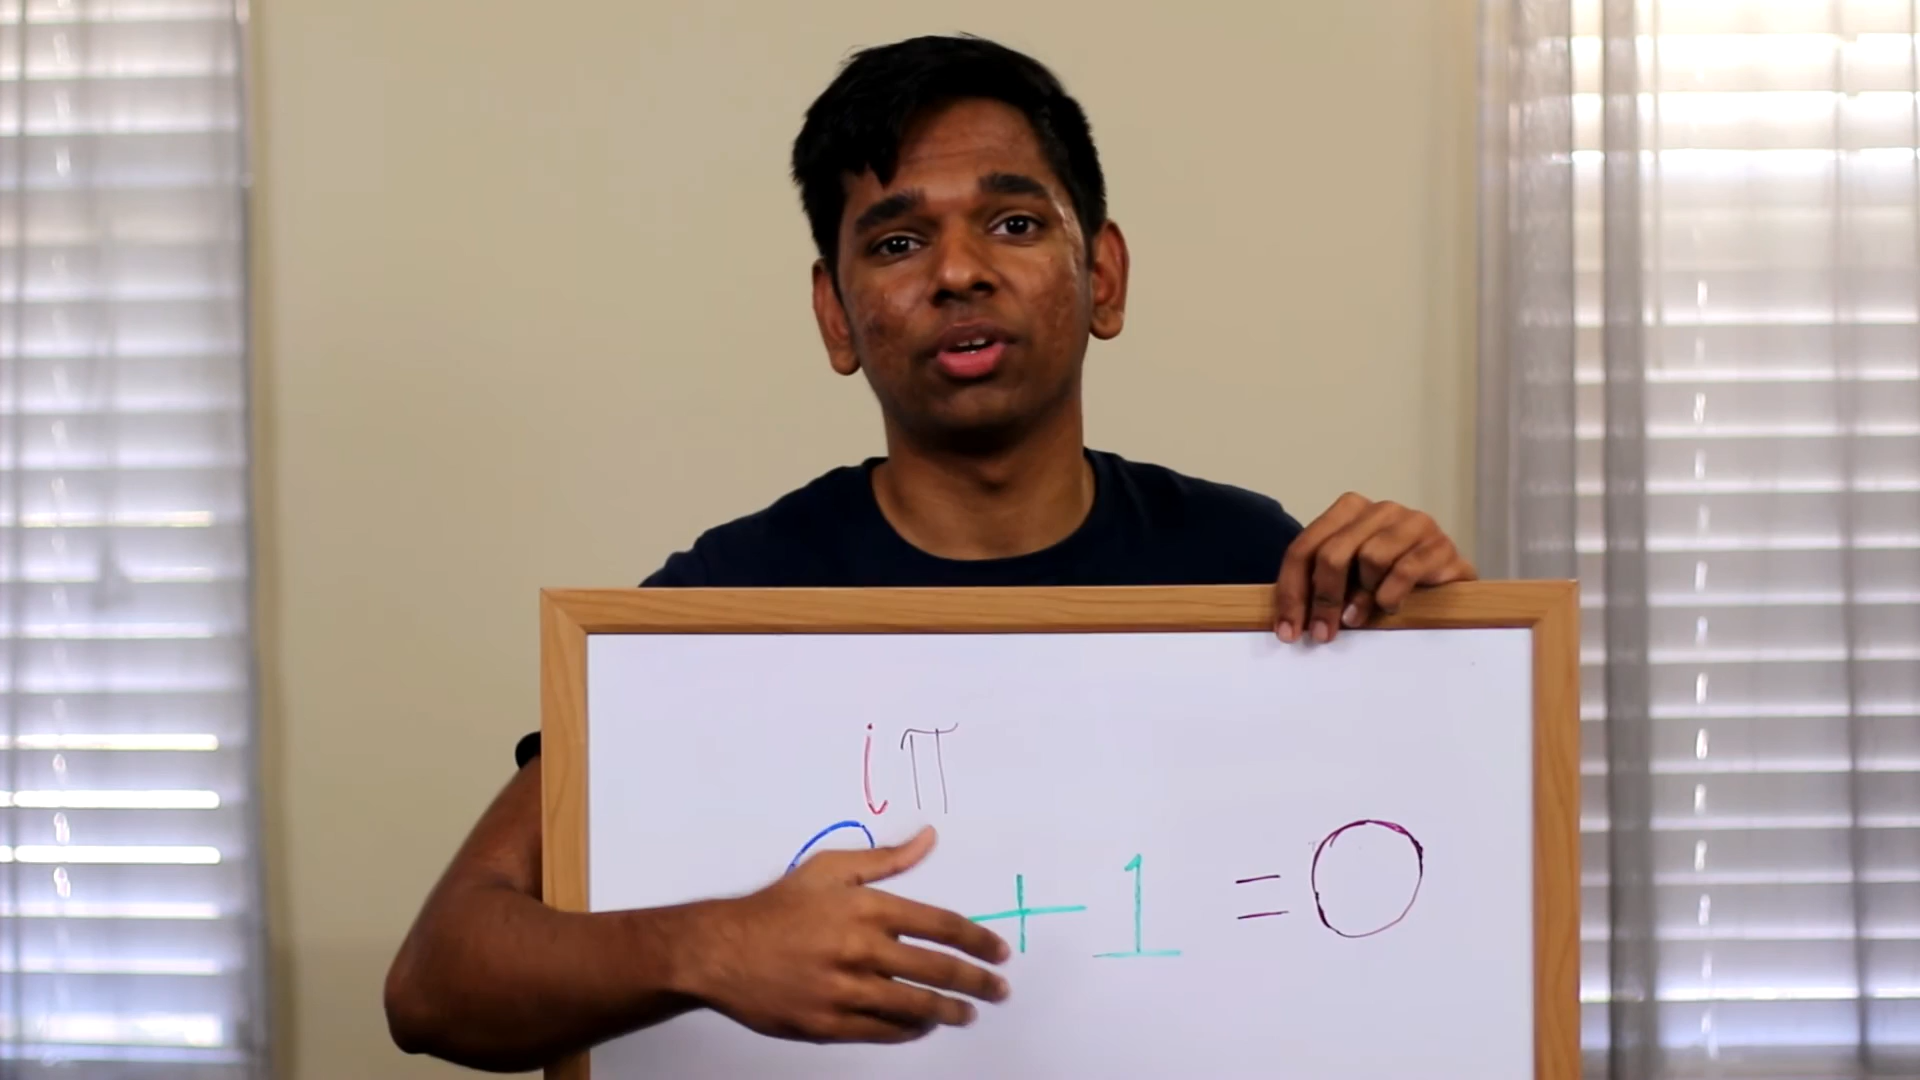 iπ
+ 1 = 0